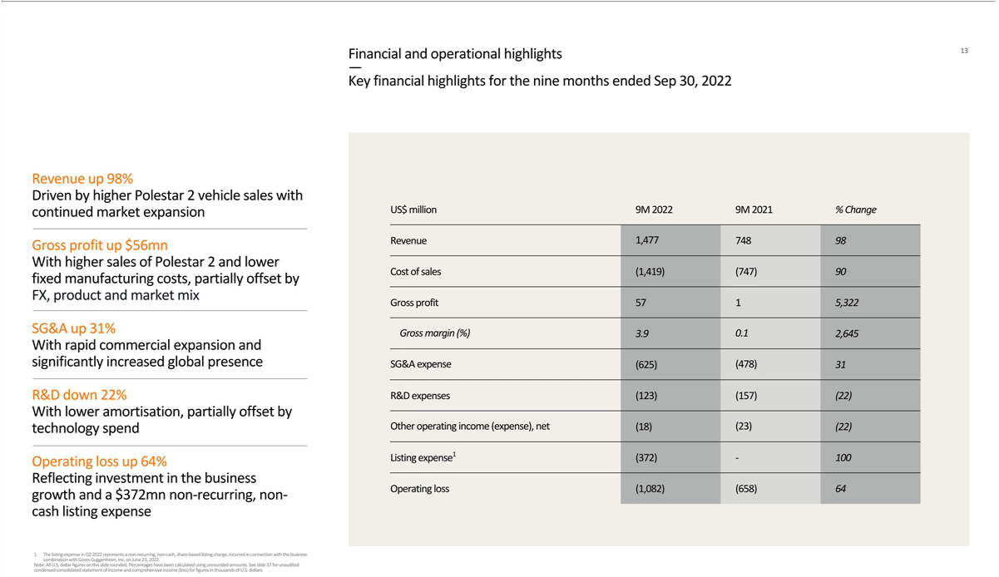 Financial and operational highlights
13
Key financial highlights for the nine months ended Sep 30, 2022
Revenue up 98%
Driven by higher Polestar 2 vehicle sales with
continued market expansion
Gross profit up $56mn
With higher sales of Polestar 2 and lower
fixed manufacturing costs, partially offset by
FX, product and market mix
SG&A up 31%
With rapid commercial expansion and
significantly increased global presence
R&D down 22%
With lower amortisation, partially offset by
technology spend
Operating loss up 64%
Reflecting investment in the business
growth and a $372mn non-recurring, non-
cash listing expense
US$ million 9M 2022 9M 2021 % Change
Revenue 1,477 748 98
Cost of sales (1,419) (747) 90
Gross profit 57 1 5,322
Gross margin (%) 3.9 0.1 2,645
SG&A expense (625) (478) 31
R&D expenses (123) (157) (22)
Other operating income (expense), net (18) (23) (22)
Listing expense1 (372) - 100
Operating loss (1,082) (658) 64
1. The listing expense in Q2 2022 represents a non-recurring, non-cash, share-based listing charge, incurred in connection with the business
combination with Gores Guggenheim, Inc. on June 23, 2022.
Note: All U.S. dollar figures on this slide rounded. Percentages have been calculated using unrounded amounts. See slide 37 for unaudited
condensed consolidated statement of income and comprehensive income (loss) for figures in thousands of U.S. dollars.